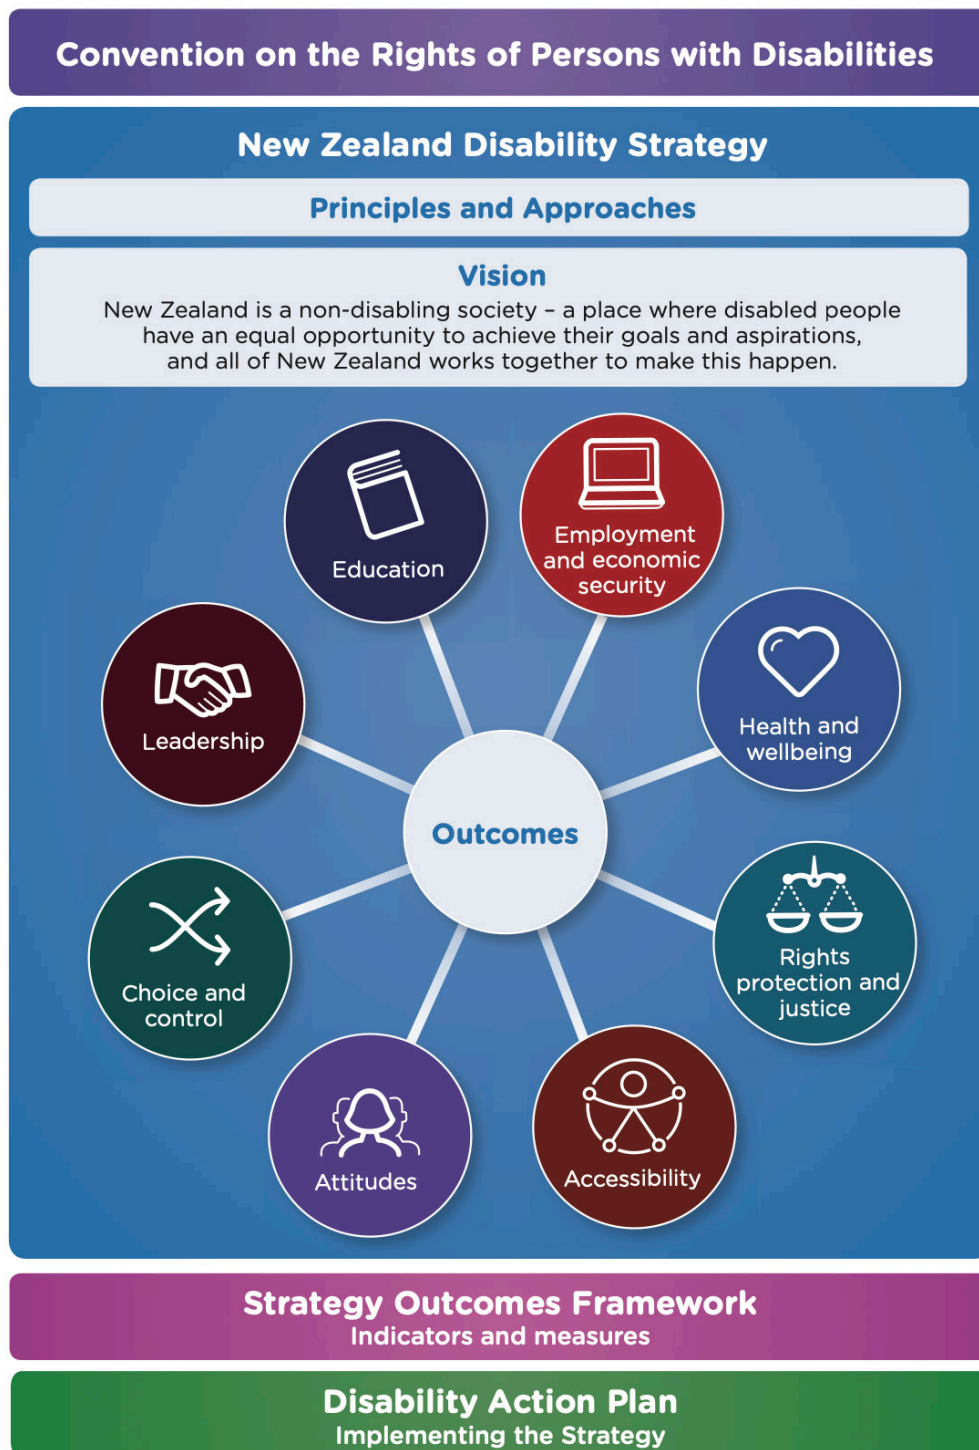 Convention on the Rights of Persons with Disabilities
New Zealand Disability Strategy
Principles and Approaches
Vision
New Zealand is a non-disabling society – a place where disabled people
have an equal opportunity to achieve their goals and aspirations,
and all of New Zealand works together to make this happen.
Education
Employment
and economic
security
Health and
wellbeing
Rights
protection and
justice
Accessibility
Attitudes
Choice and
control
Leadership
Outcomes
Strategy Outcomes Framework
Indicators and measures
Disability Action Plan
Implementing the Strategy